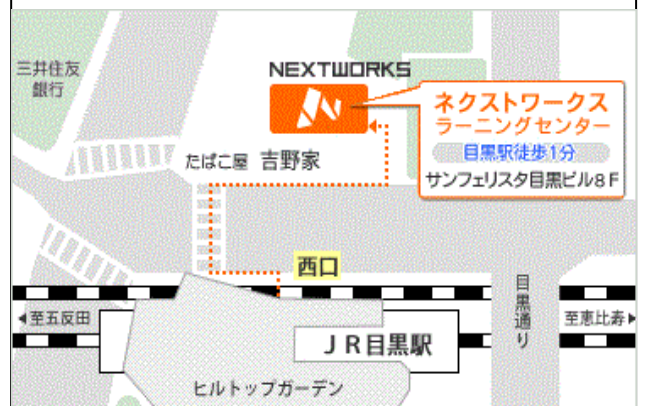 三井住友
銀行
NEXTWORKS
ネクストワークス
ラーニングセンター
目黒駅徒歩1分
サンフェリスタ目黒ビル8F
たばこ屋 吉野家
西口
目黒通り
◀至五反田
至恵比寿▶
JR目黒駅
ヒルトップガーデン